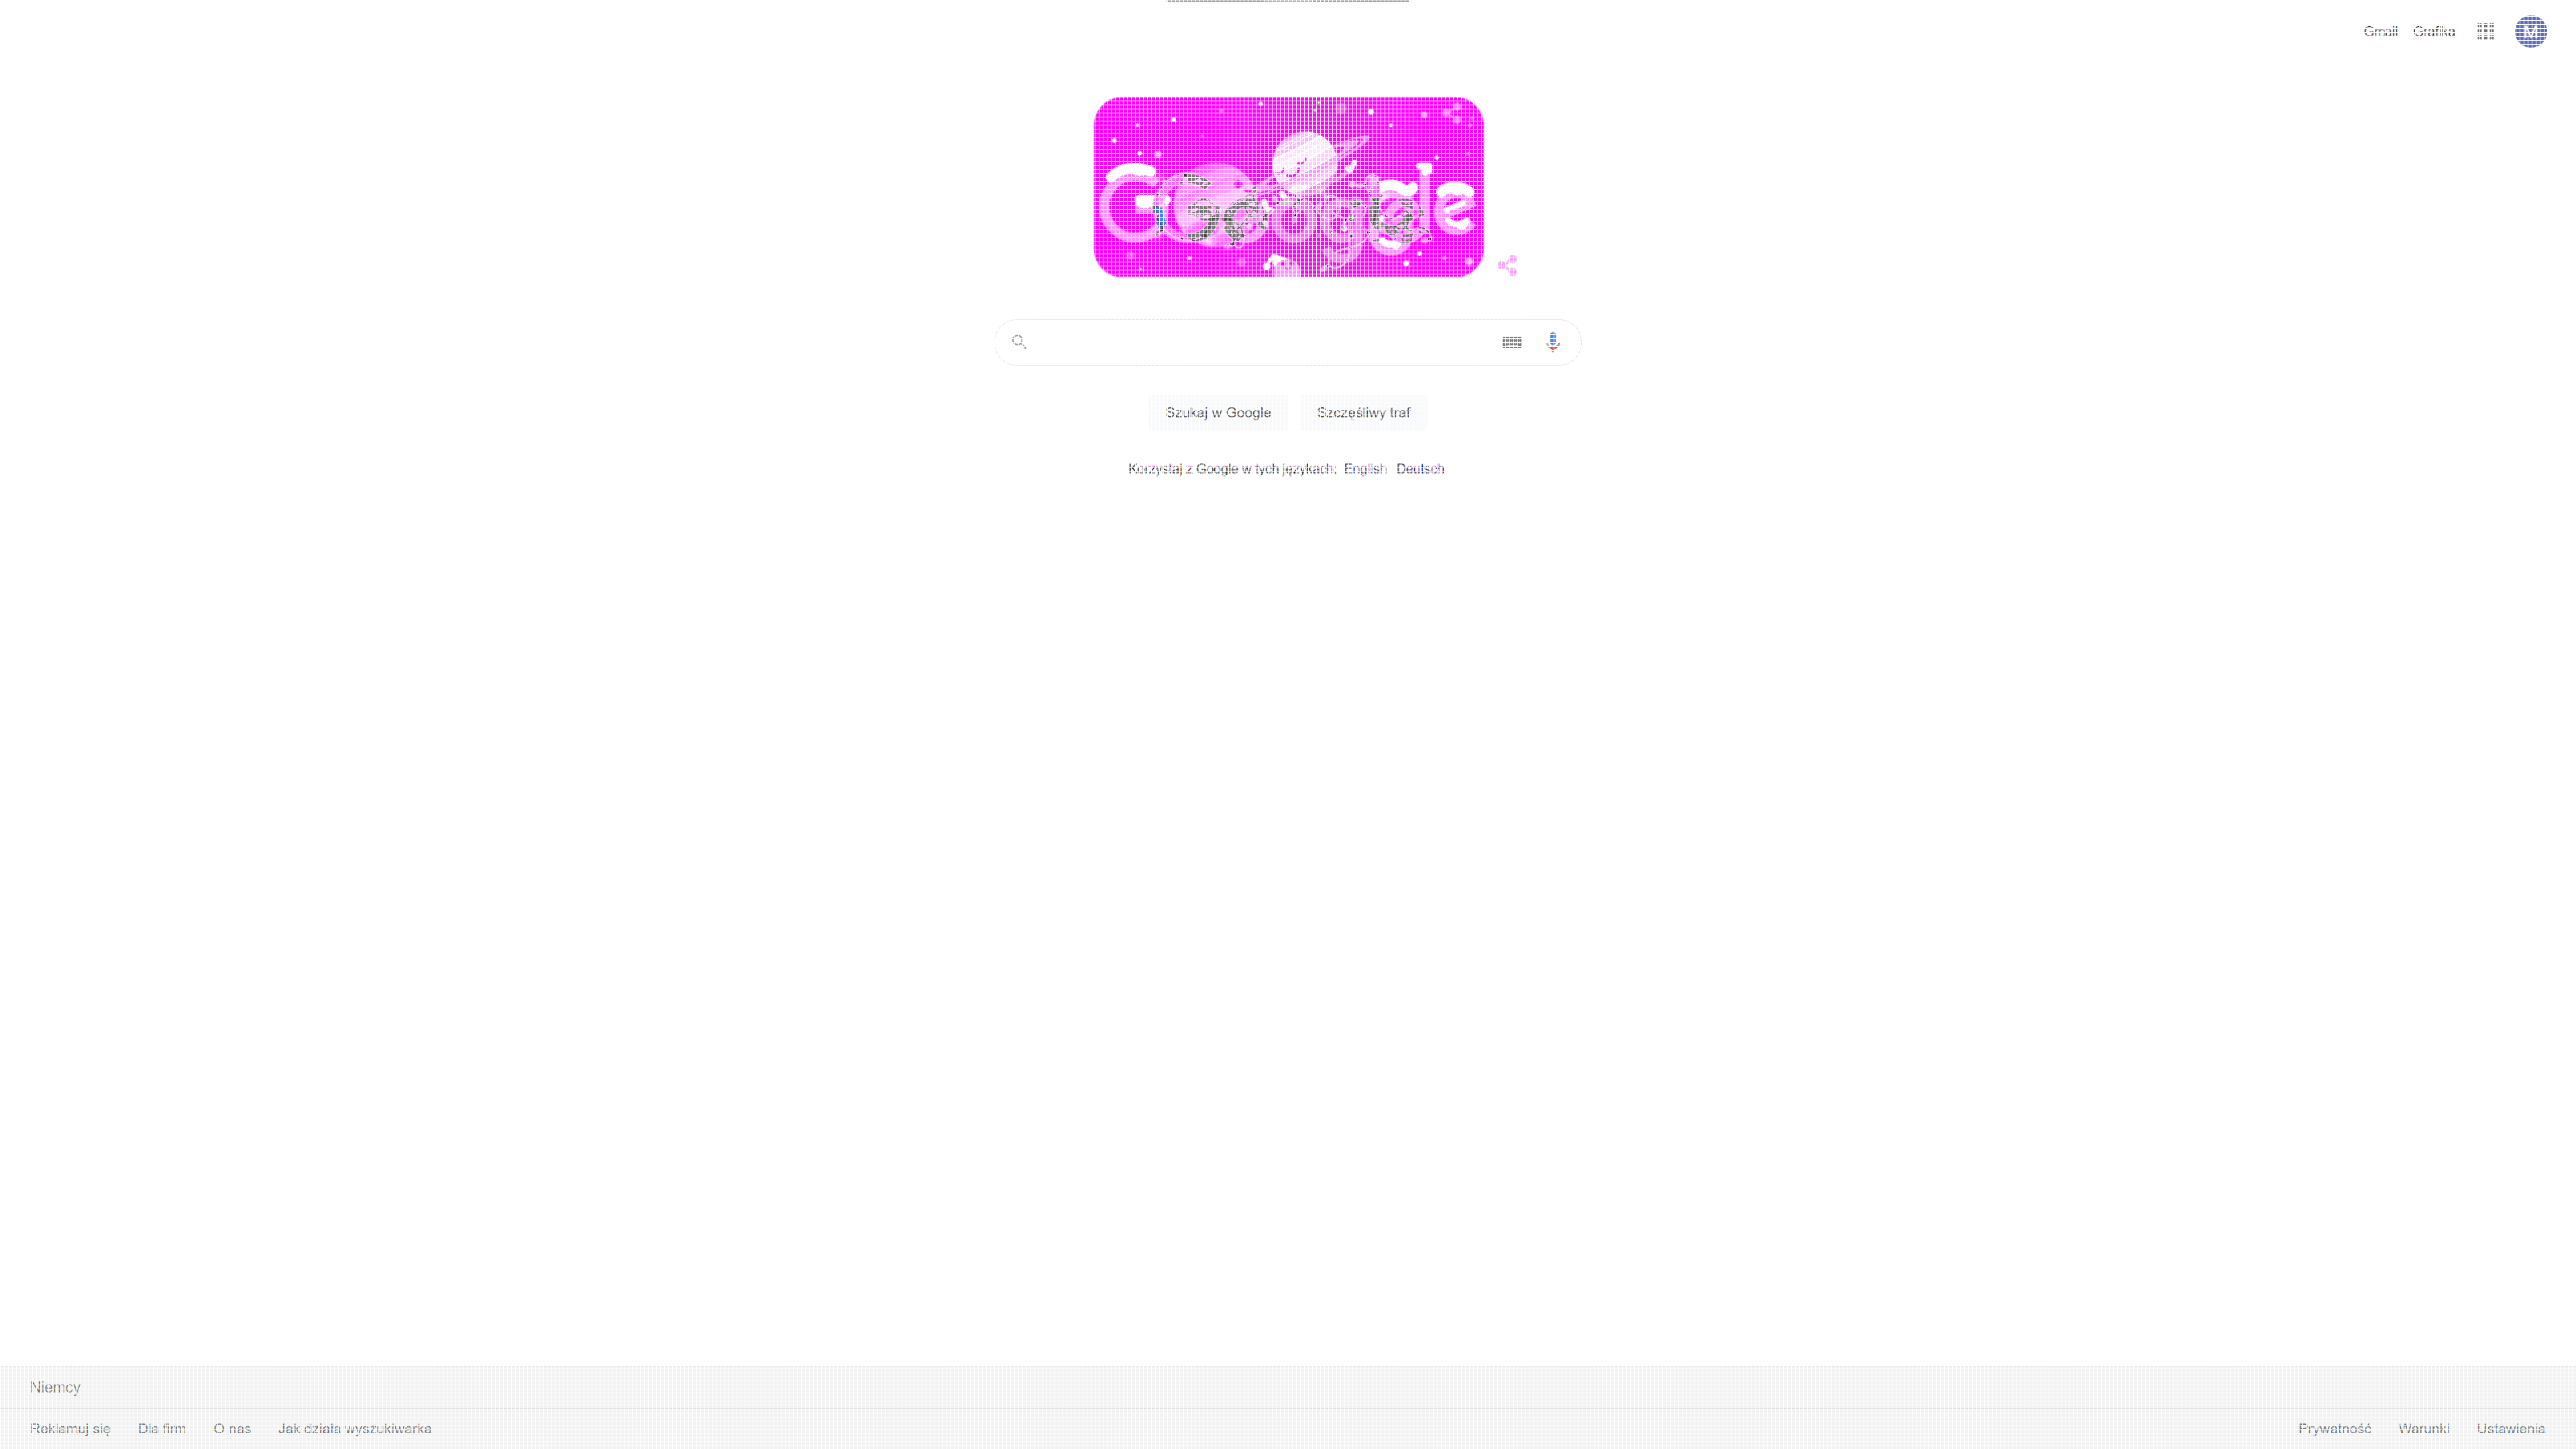 Gmail Grafika
M
Google
Szukaj w Google Szczęśliwy traf
Korzystaj z Google w tych językach: English Deutsch
Niemcy
Reklamuj się Dla firm O nas Jak działa wyszukiwarka Prywatność Warunki Ustawienia